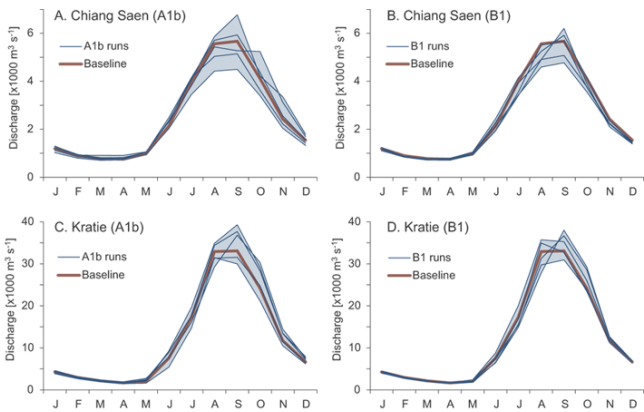 A. Chiang Saen (A1b)
Discharge [x1000 m³ s⁻¹]
6
4
2
0
A1b runs
Baseline
J F M A M J J A S O N D
B. Chiang Saen (B1)
Discharge [x1000 m³ s⁻¹]
6
4
2
0
B1 runs
Baseline
J F M A M J J A S O N D
C. Kratie (A1b)
Discharge [x1000 m³ s⁻¹]
40
30
20
10
0
A1b runs
Baseline
J F M A M J J A S O N D
D. Kratie (B1)
Discharge [x1000 m³ s⁻¹]
40
30
20
10
0
B1 runs
Baseline
J F M A M J J A S O N D